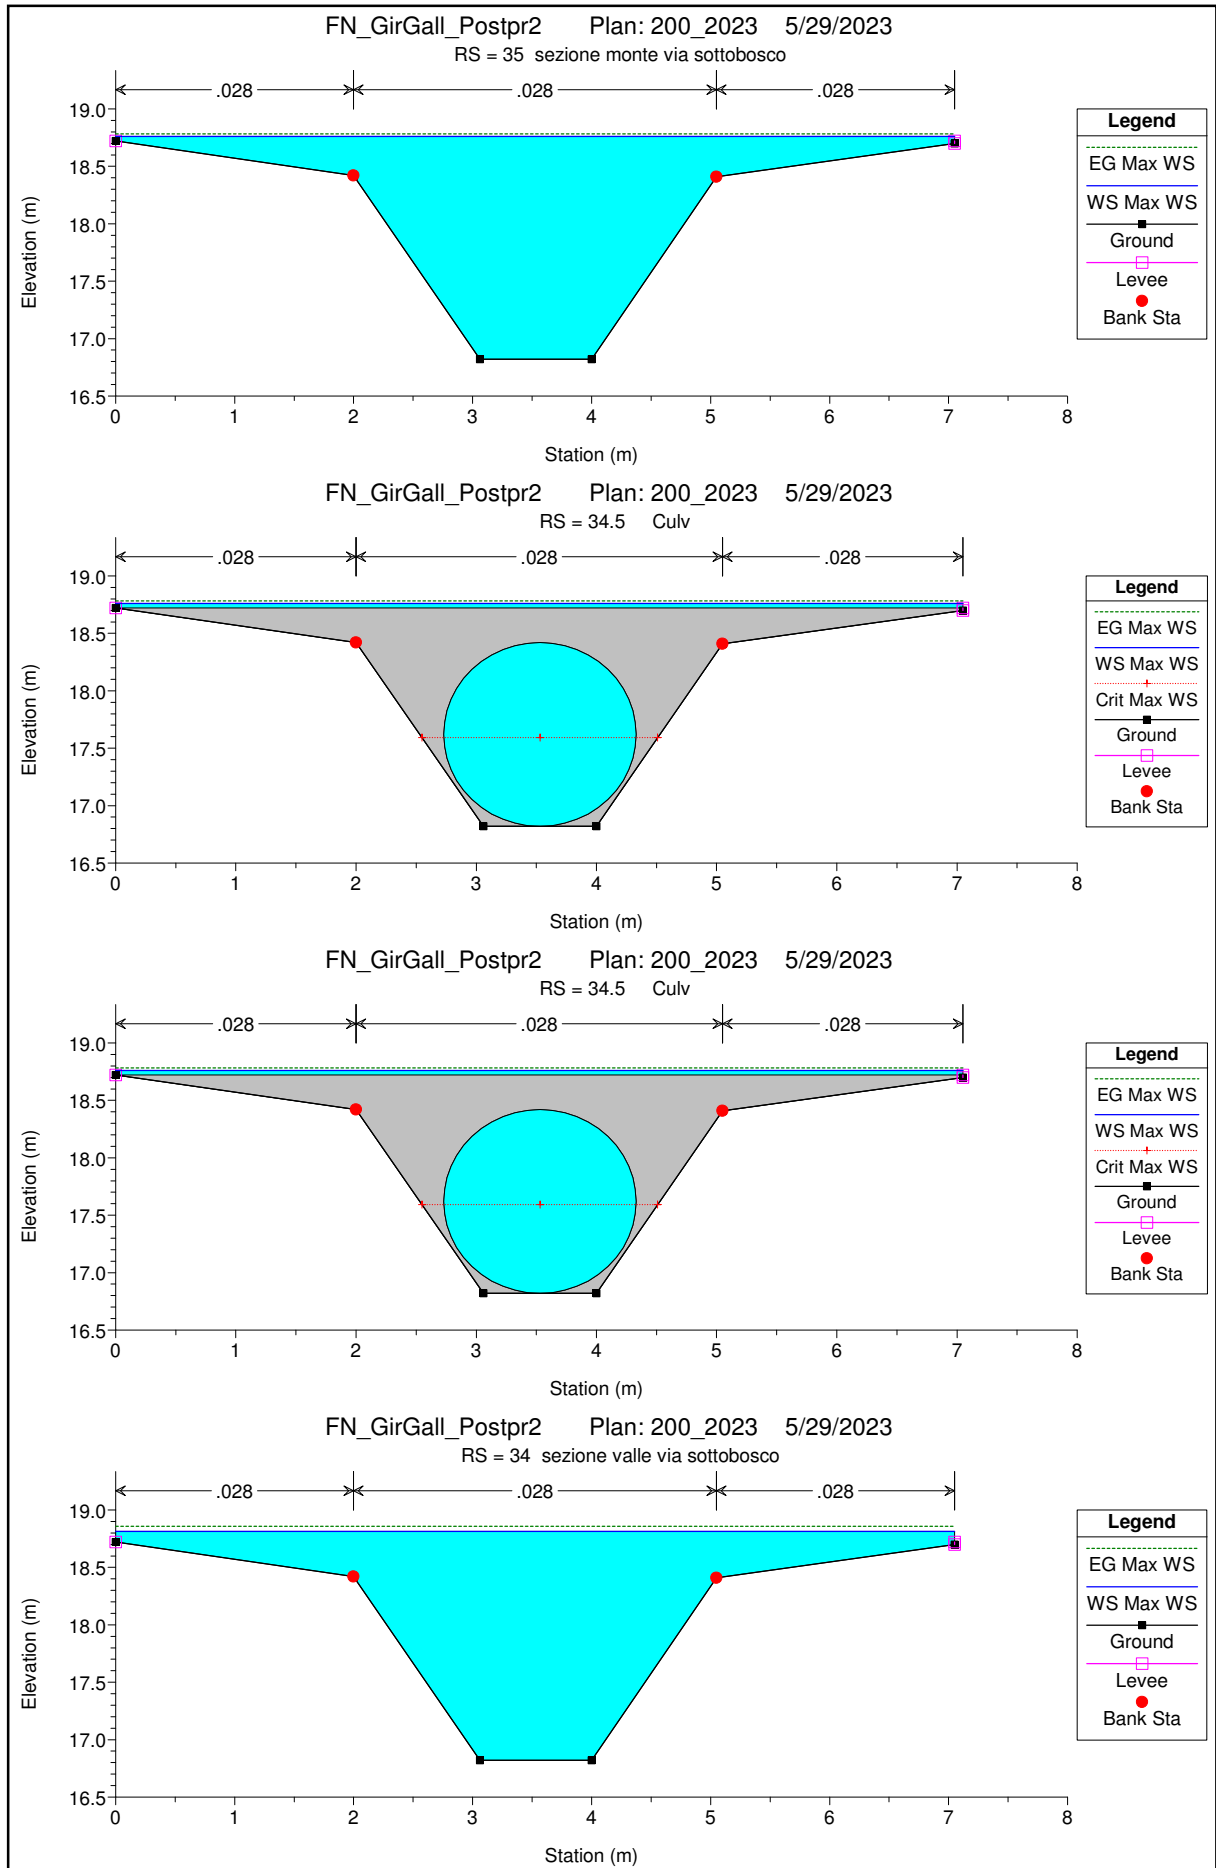 FN_GirGall_Postpr2 Plan: 200_2023 5/29/2023
RS = 35 sezione monte via sottobosco
.028 .028 .028
19.0
18.5
18.0
17.5
17.0
16.5
Elevation (m)
0 1 2 3 4 5 6 7 8
Station (m)
Legend
EG Max WS
WS Max WS
Ground
Levee
Bank Sta
FN_GirGall_Postpr2 Plan: 200_2023 5/29/2023
RS = 34.5 Culv
.028 .028 .028
19.0
18.5
18.0
17.5
17.0
16.5
Elevation (m)
0 1 2 3 4 5 6 7 8
Station (m)
Legend
EG Max WS
WS Max WS
Crit Max WS
Ground
Levee
Bank Sta
FN_GirGall_Postpr2 Plan: 200_2023 5/29/2023
RS = 34.5 Culv
.028 .028 .028
19.0
18.5
18.0
17.5
17.0
16.5
Elevation (m)
0 1 2 3 4 5 6 7 8
Station (m)
Legend
EG Max WS
WS Max WS
Crit Max WS
Ground
Levee
Bank Sta
FN_GirGall_Postpr2 Plan: 200_2023 5/29/2023
RS = 34 sezione valle via sottobosco
.028 .028 .028
19.0
18.5
18.0
17.5
17.0
16.5
Elevation (m)
0 1 2 3 4 5 6 7 8
Station (m)
Legend
EG Max WS
WS Max WS
Ground
Levee
Bank Sta